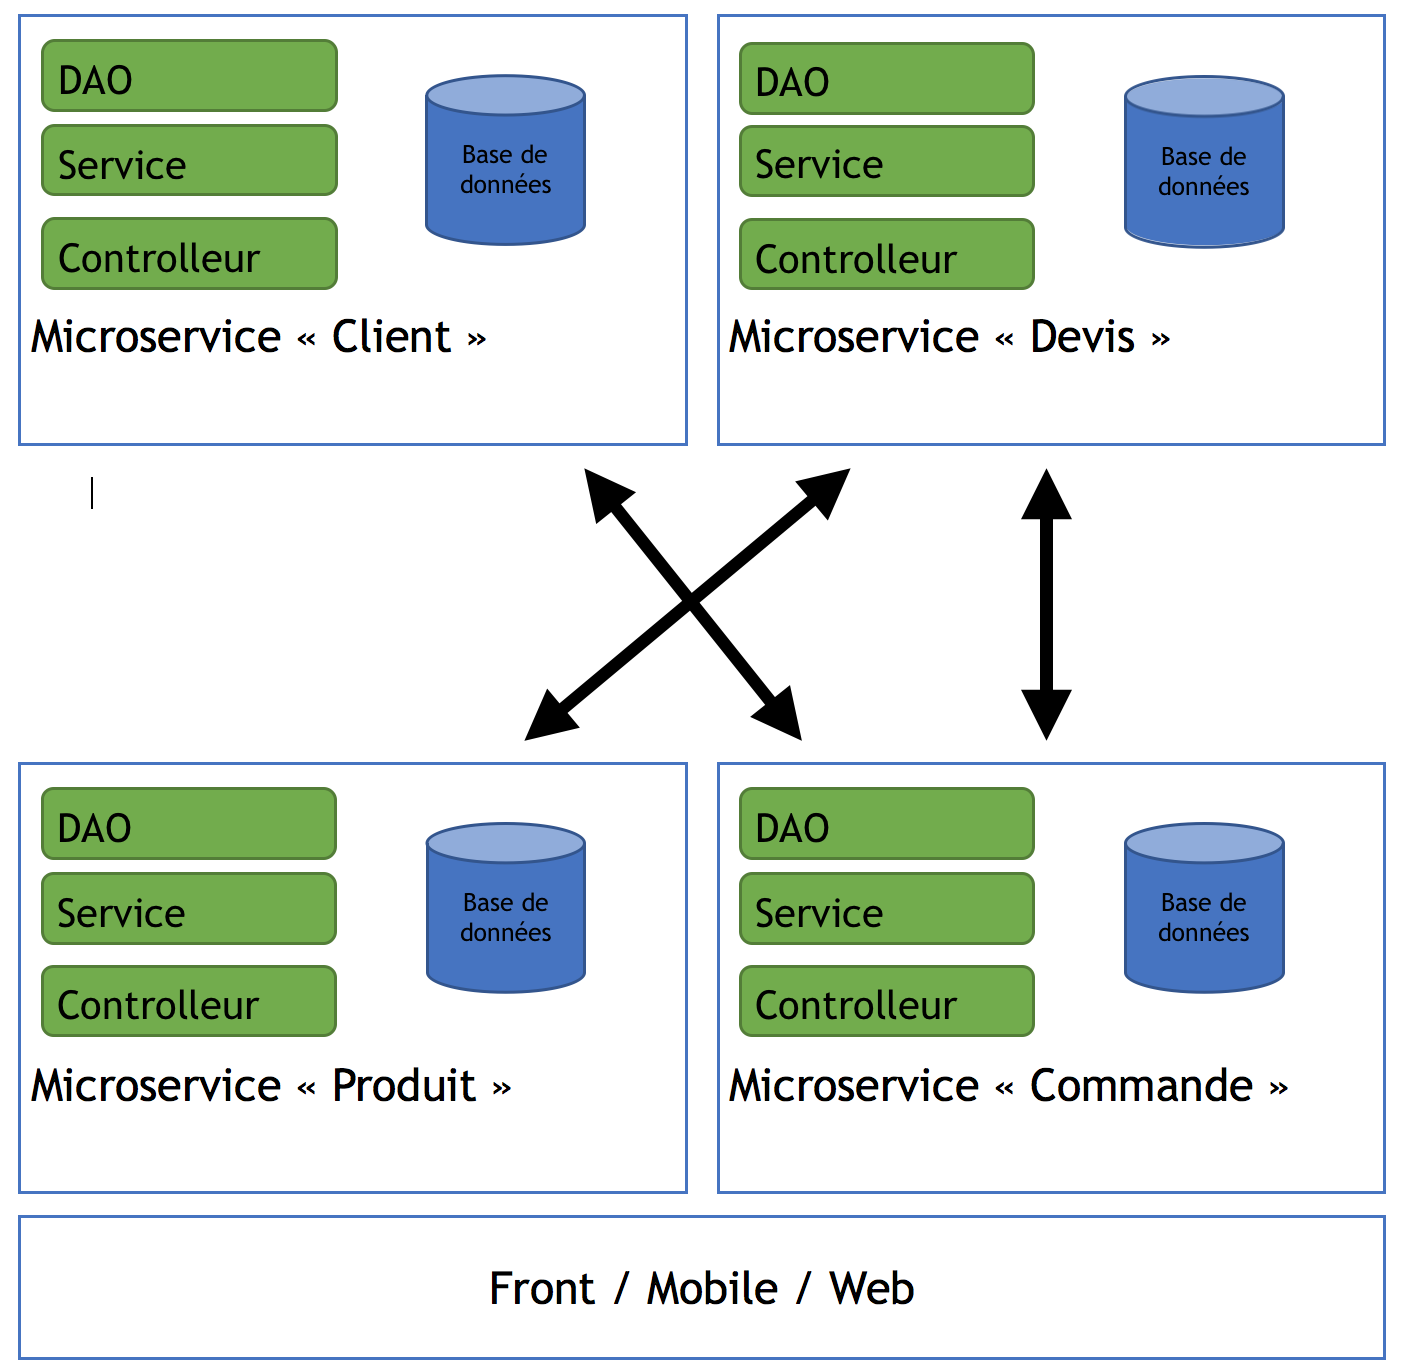 DAO
Service
Controlleur
Base de
données
Microservice « Client »
DAO
Service
Controlleur
Base de
données
Microservice « Devis »
DAO
Service
Controlleur
Base de
données
Microservice « Produit »
DAO
Service
Controlleur
Base de
données
Microservice « Commande »
Front / Mobile / Web